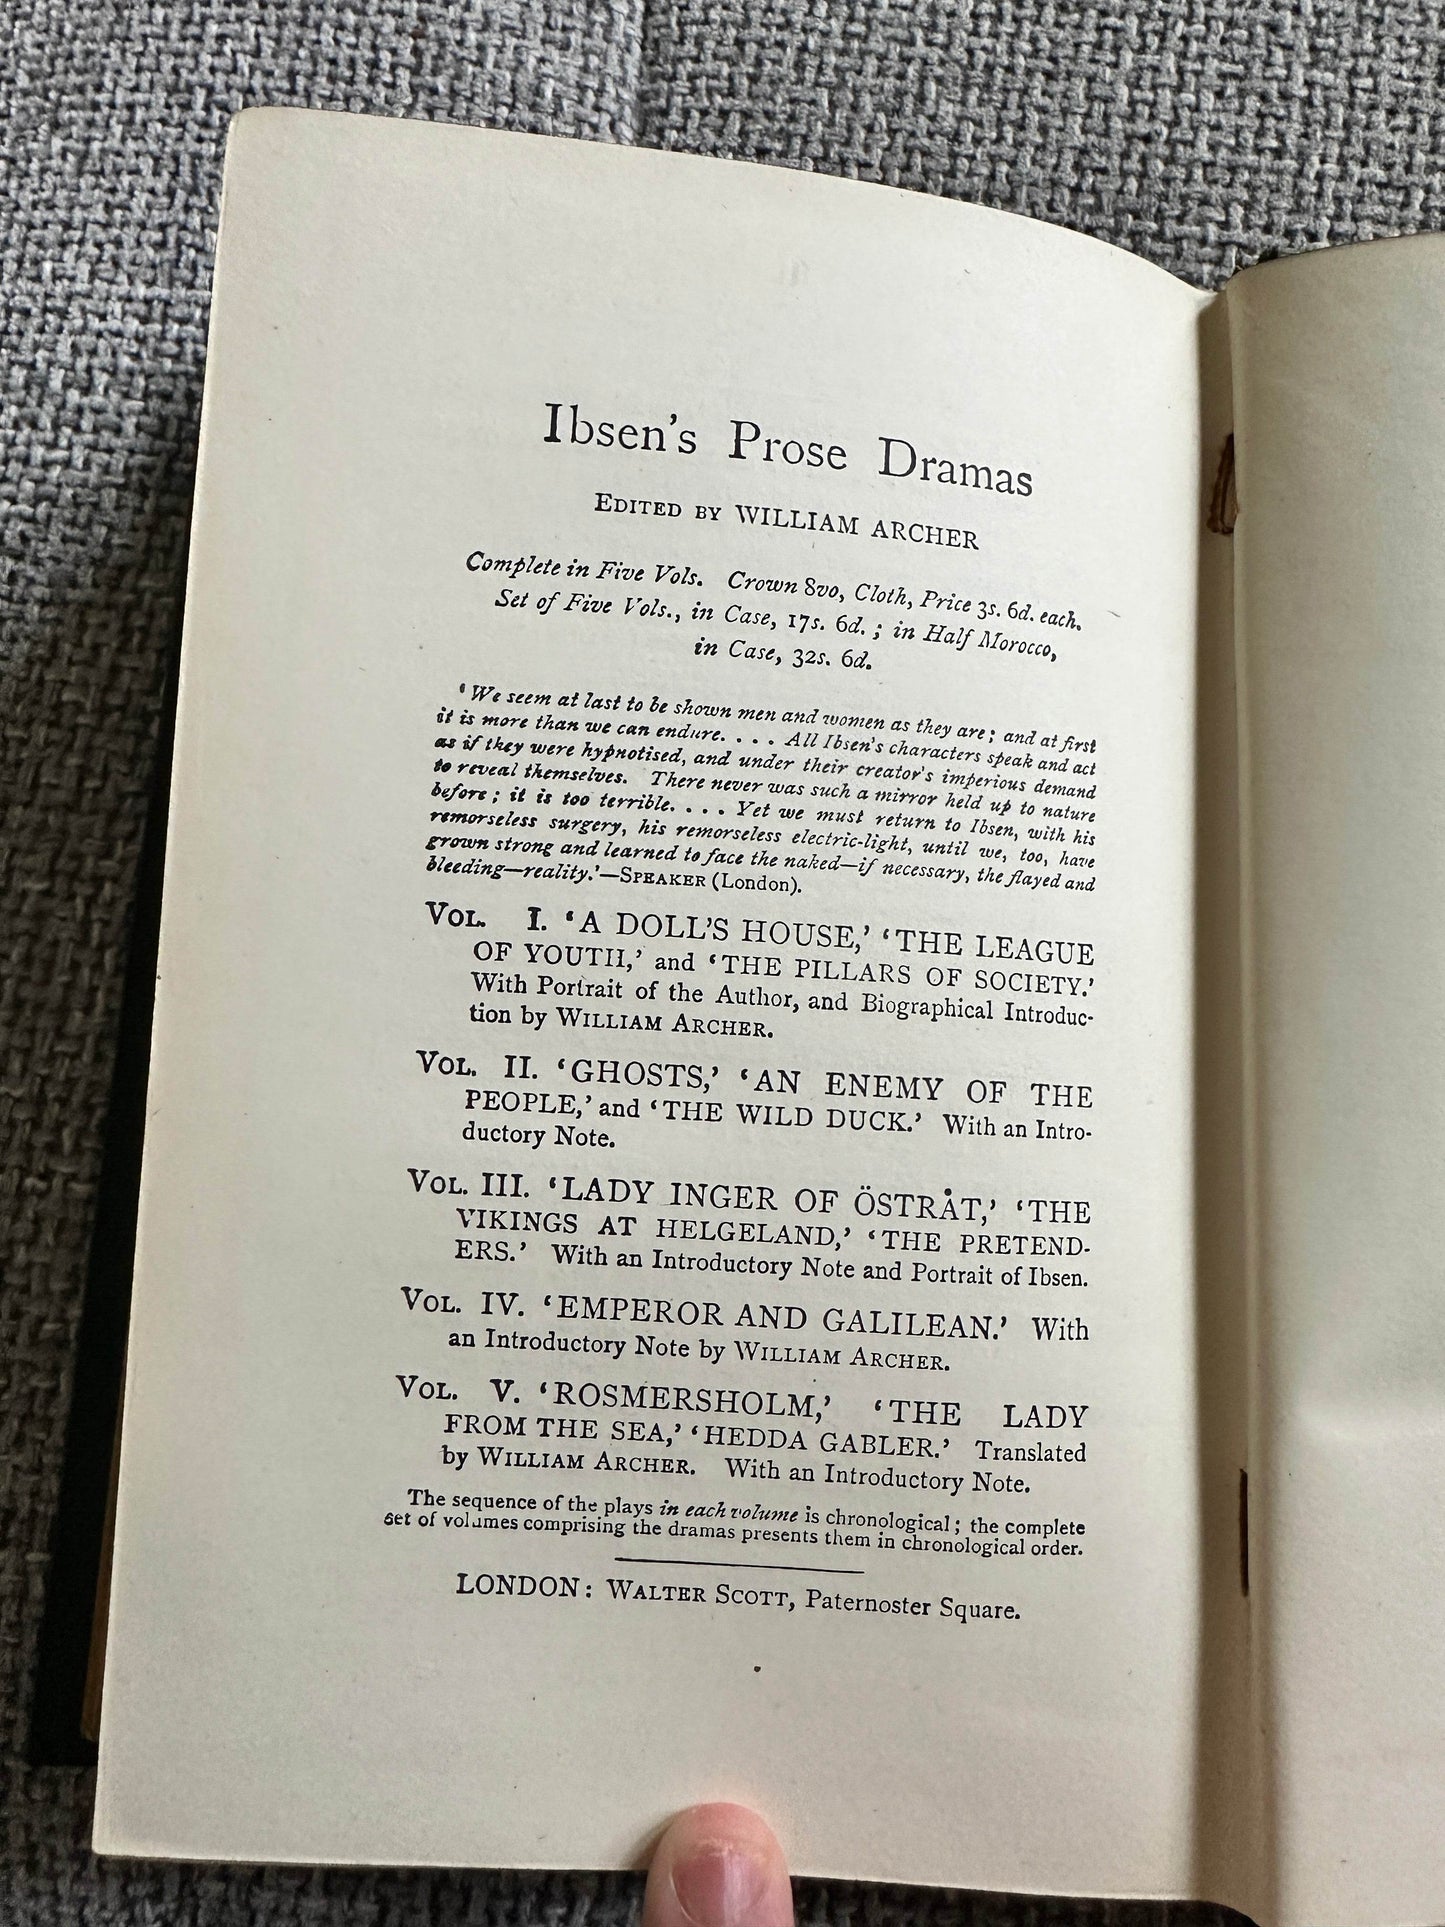 Ibsen's Prose Dramas
EDITED BY WILLIAM ARCHER
Complete in Five Vols. Crown 8vo, Cloth, Price 3s. 6d. each.
Set of Five Vols., in Case, 17s. 6d.; in Half Morocco,
in Case, 32s. 6d.
'We seem at last to be shown men and women as they are; and at first
it is more than we can endure. . . . All Ibsen's characters speak and act
as if they were hypnotised, and under their creator's imperious demand
to reveal themselves. There never was such a mirror held up to nature
before; it is too terrible. . . . Yet we must return to Ibsen, with his
remorseless surgery, his remorseless electric-light, until we, too, have
grown strong and learned to face the naked—if necessary, the flayed and
bleeding—reality.'—SPEAKER (London).
VOL. I. 'A DOLL'S HOUSE,' 'THE LEAGUE
OF YOUTH,' and 'THE PILLARS OF SOCIETY.'
With Portrait of the Author, and Biographical Introduc-
tion by WILLIAM ARCHER.
VOL. II. 'GHOSTS,' 'AN ENEMY OF THE
PEOPLE,' and 'THE WILD DUCK.' With an Intro-
ductory Note.
VOL. III. 'LADY INGER OF ÖSTRÅT,' 'THE
VIKINGS AT HELGELAND,' 'THE PRETEND-
ERS.' With an Introductory Note and Portrait of Ibsen.
VOL. IV. 'EMPEROR AND GALILEAN.' With
an Introductory Note by WILLIAM ARCHER.
VOL. V. 'ROSMERSHOLM,' 'THE LADY
FROM THE SEA,' 'HEDDA GABLER.' Translated
by WILLIAM ARCHER. With an Introductory Note.
The sequence of the plays in each volume is chronological; the complete
set of volumes comprising the dramas presents them in chronological order.
LONDON: WALTER SCOTT, Paternoster Square.